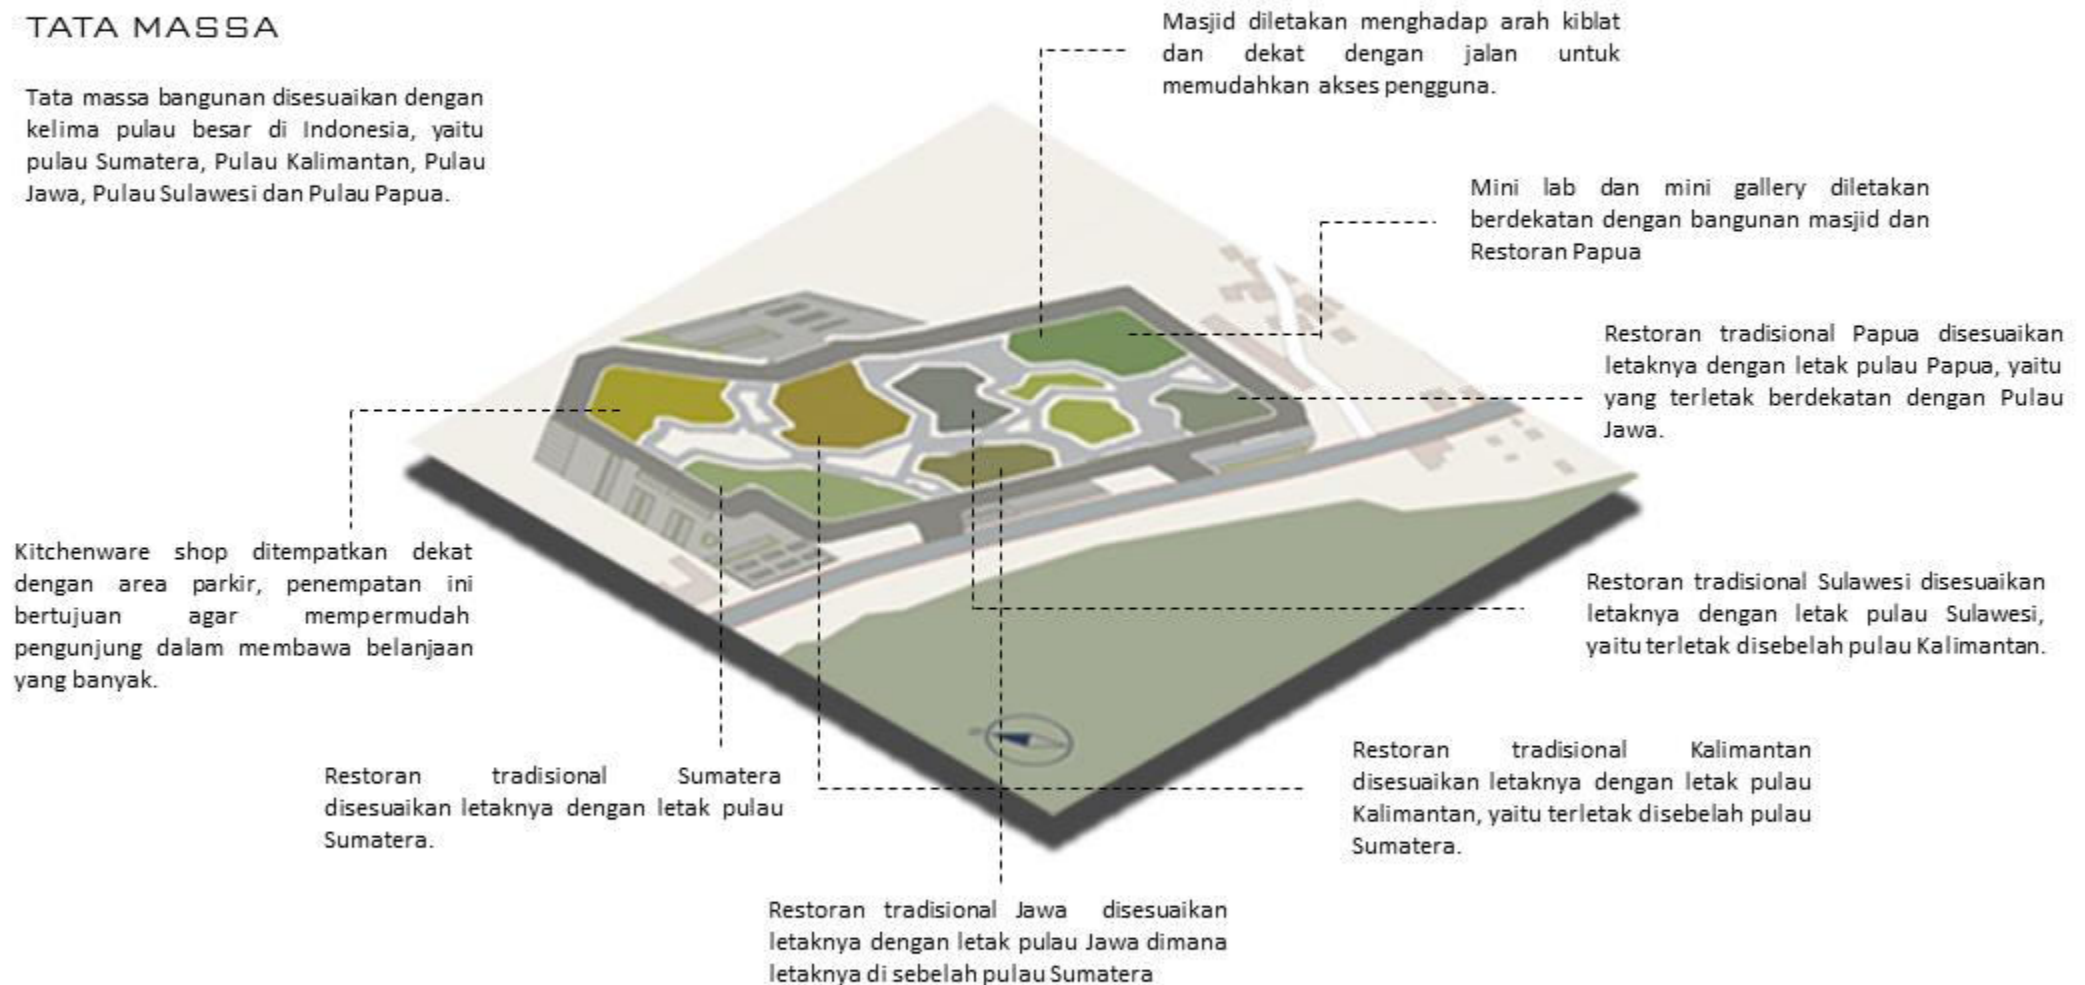 TATA MASSA
Tata massa bangunan disesuaikan dengan
kelima pulau besar di Indonesia, yaitu
pulau Sumatera, Pulau Kalimantan, Pulau
Jawa, Pulau Sulawesi dan Pulau Papua.
Masjid diletakan menghadap arah kiblat
dan dekat dengan jalan untuk
memudahkan akses pengguna.
Mini lab dan mini gallery diletakan
berdekatan dengan bangunan masjid dan
Restoran Papua
Restoran tradisional Papua disesuaikan
letaknya dengan letak pulau Papua, yaitu
yang terletak berdekatan dengan Pulau
Jawa.
Kitchenware shop ditempatkan dekat
dengan area parkir, penempatan ini
bertujuan agar mempermudah
pengunjung dalam membawa belanjaan
yang banyak.
Restoran tradisional Sulawesi disesuaikan
letaknya dengan letak pulau Sulawesi,
yaitu terletak disebelah pulau Kalimantan.
Restoran tradisional Sumatera
disesuaikan letaknya dengan letak pulau
Sumatera.
Restoran tradisional Kalimantan
disesuaikan letaknya dengan letak pulau
Kalimantan, yaitu terletak disebelah pulau
Sumatera.
Restoran tradisional Jawa disesuaikan
letaknya dengan letak pulau Jawa dimana
letaknya di sebelah pulau Sumatera